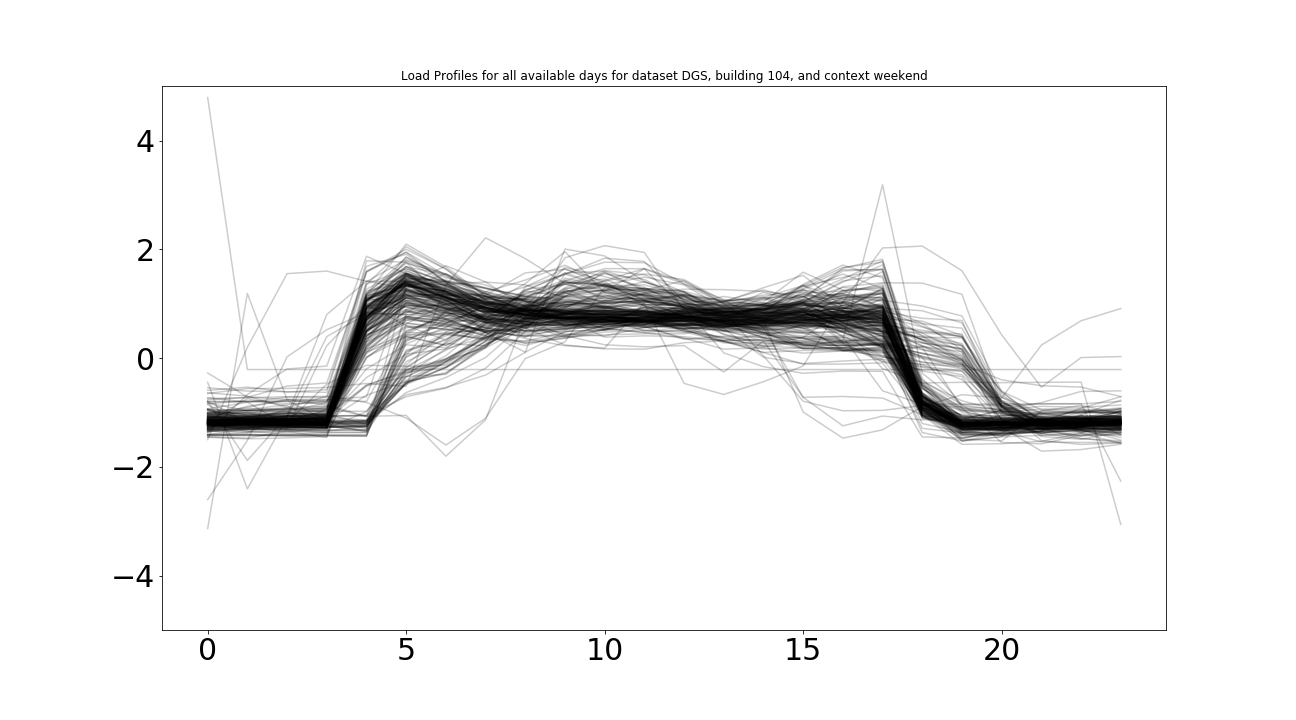 Load Profiles for all available days for dataset DGS, building 104, and context weekend
4
2
0
−2
−4
0 5 10 15 20